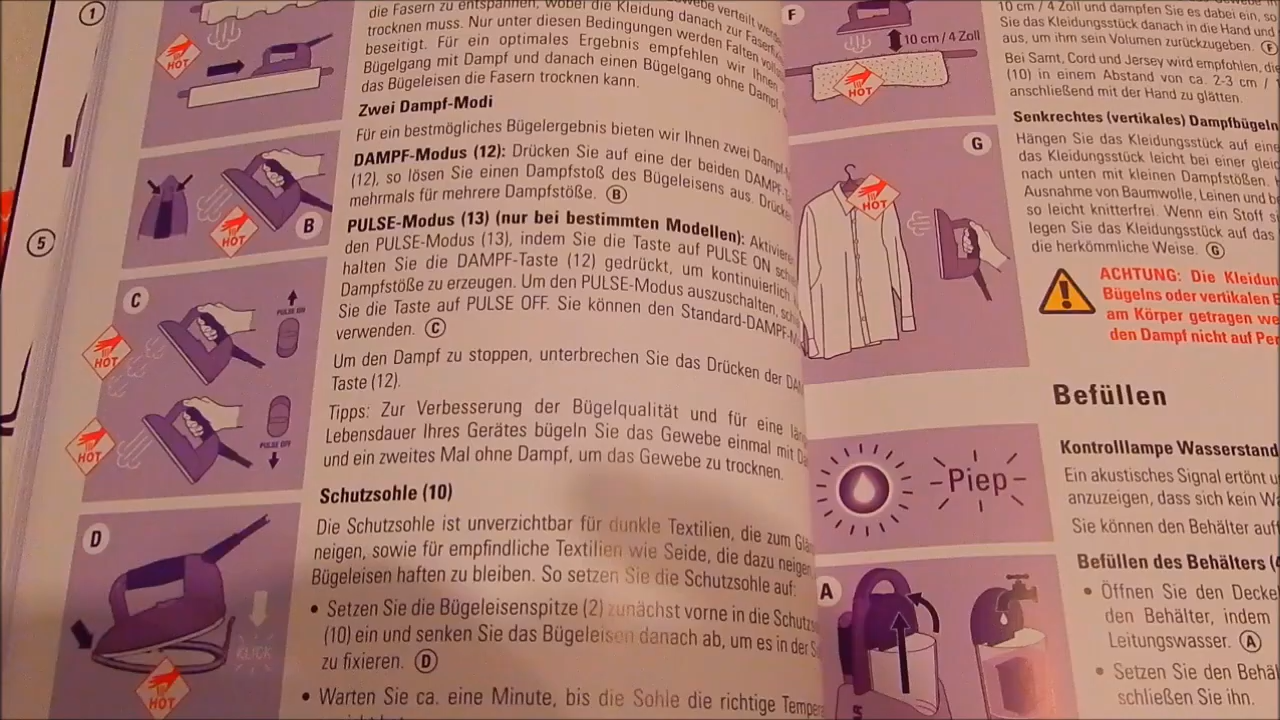 1
HOT
die Fasern zu entspannen, wobei die Kleidung danach zur
trocknen muss. Nur unter diesen Bedingungen werden Falten
beseitigt. Für ein optimales Ergebnis empfehlen wir Ihnen
Bügelgang mit Dampf und danach einen Bügelgang ohne Dampf,
das Bügeleisen die Fasern trocknen kann.
Zwei Dampf-Modi
Für ein bestmögliches Bügelergebnis bieten wir Ihnen zwei
DAMPF-Modus (12): Drücken Sie auf eine der beiden
(12), so lösen Sie einen Dampfstoß des Bügeleisens aus.
mehrmals für mehrere Dampfstöße. B
HOT
B
5
PULSE-Modus (13) (nur bei bestimmten Modellen):
den PULSE-Modus (13), indem Sie die Taste auf PULSE ON
halten Sie die DAMPF-Taste (12) gedrückt, um kontinuierlich
Dampfstöße zu erzeugen. Um den PULSE-Modus auszuschalten,
Sie die Taste auf PULSE OFF. Sie können den
verwenden. C
C
PULSE ON
HOT
HOT
PULSE OFF
Um den Dampf zu stoppen, unterbrechen Sie das Drücken der
Taste (12).
Tipps: Zur Verbesserung der Bügelqualität und für eine
Lebensdauer Ihres Gerätes bügeln Sie das Gewebe einmal mit
und ein zweites Mal ohne Dampf, um das Gewebe zu trocknen.
Schutzsohle (10)
Die Schutzsohle ist unverzichtbar für dunkle Textilien, die zum
neigen, sowie für empfindliche Textilien wie Seide, die dazu neigen,
Bügeleisen haften zu bleiben. So setzen Sie die Schutzsohle auf:
• Setzen Sie die Bügeleisenspitze (2) zunächst vorne in die
(10) ein und senken Sie das Bügeleisen danach ab, um es in der
zu fixieren. D
D
KLICK
HOT
• Warten Sie ca. eine Minute, bis die Sohle die richtige
F
10 cm / 4 Zoll
HOT
10 cm / 4 Zoll und dampfen Sie es dabei ein,
Sie das Kleidungsstück danach in die Hand und
aus, um ihm sein Volumen zurückzugeben. F
Bei Samt, Cord und Jersey wird empfohlen,
(10) in einem Abstand von ca. 2-3 cm /
anschließend mit der Hand zu glätten.
Senkrechtes (vertikales) Dampfbügeln
G
HOT
Hängen Sie das Kleidungsstück auf
das Kleidungsstück leicht bei einer
nach unten mit kleinen Dampfstößen.
Ausnahme von Baumwolle, Leinen und
so leicht knitterfrei. Wenn ein Stoff
legen Sie das Kleidungsstück auf das
die herkömmliche Weise. G
ACHTUNG: Die
Bügelns oder vertikalen
am Körper getragen
den Dampf nicht auf
Befüllen
Kontrolllampe Wasserstand
Piep
Ein akustisches Signal ertönt
anzuzeigen, dass sich kein
Sie können den Behälter
Befüllen des Behälters
A
• Öffnen Sie den
den Behälter, indem
Leitungswasser. A
• Setzen Sie den
schließen Sie ihn.